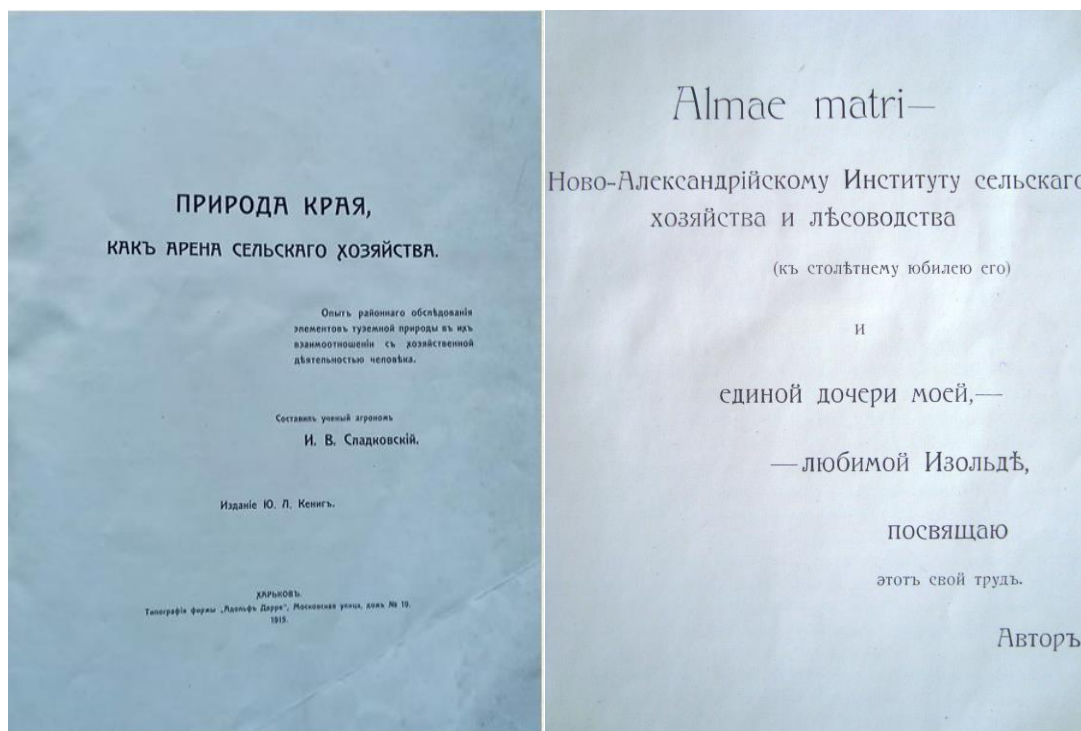 ПРИРОДА КРАЯ,
КАКЪ АРЕНА СЕЛЬСКАГО ХОЗЯЙСТВА.
Опытъ районнаго обслѣдованія
элементовъ туземной природы въ ихъ
взаимоотношеніи съ хозяйственной
дѣятельностью человѣка.
Составилъ ученый агрономъ
И. В. Сладковскій.
Изданіе Ю. Л. Кенигъ.
ХАРЬКОВЪ.
Типографія фирмы „Адольфъ Дарре“, Московская улица, домъ № 19.
1915.
Almae matri—
Ново-Александрійскому Институту сельскаго
хозяйства и лѣсоводства
(къ столѣтнему юбилею его)
и
единой дочери моей,—
—любимой Изольдѣ,
посвящаю
этотъ свой трудъ.
Авторъ